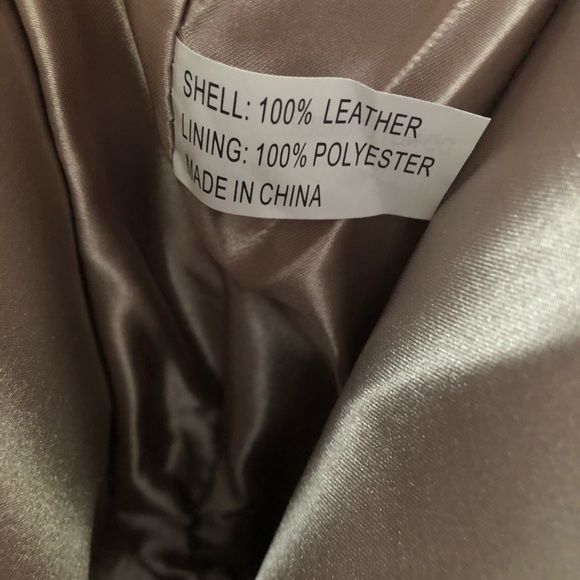 SHELL: 100% LEATHER
LINING: 100% POLYESTER
MADE IN CHINA